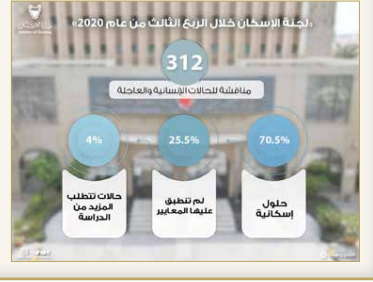 «لجنة الإسكان خلال الربع الثالث من عام 2020»
312
مناقشة للحالات الإنسانية والعاجلة
70.5%
25.5%
4%
حلول
إسكانية
لم تنطبق
عليها المعايير
حالات تتطلب
المزيد من
الدراسة